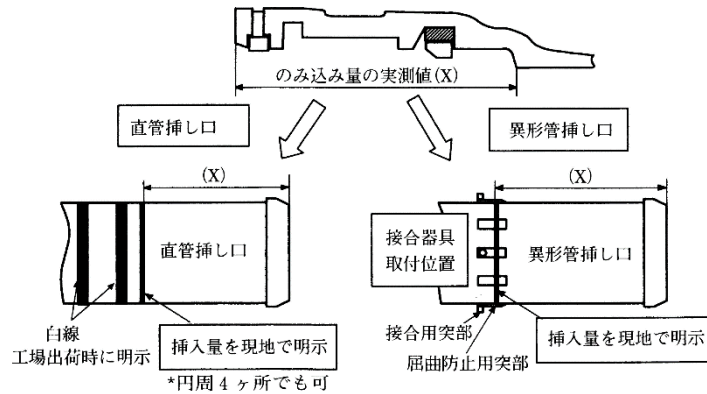 のみ込み量の実測値(X)
直管挿し口
異形管挿し口
(X)
(X)
直管挿し口
接合器具
取付位置
異形管挿し口
白線
工場出荷時に明示
挿入量を現地で明示
*円周4ヶ所でも可
接合用突部
屈曲防止用突部
挿入量を現地で明示